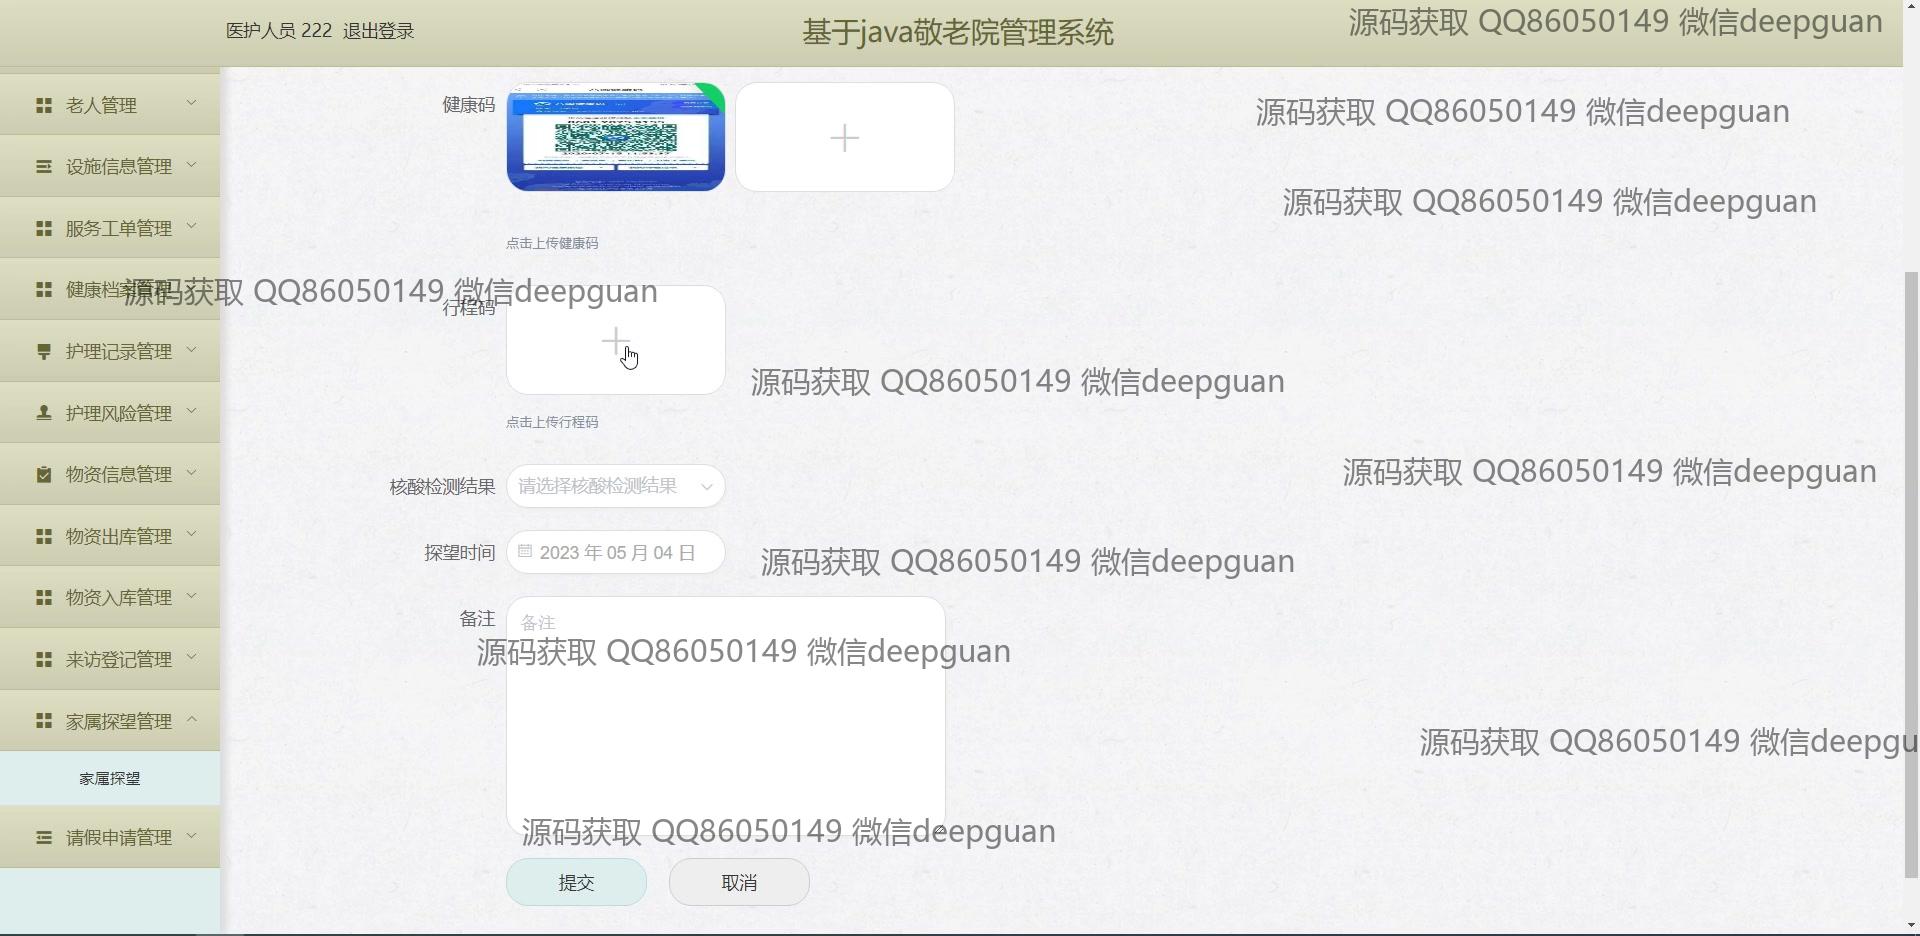 医护人员 222 退出登录
基于java敬老院管理系统
源码获取 QQ86050149 微信deepguan
老人管理
设施信息管理
服务工单管理
健康档案管理
护理记录管理
护理风险管理
物资信息管理
物资出库管理
物资入库管理
来访登记管理
家属探望管理
家属探望
请假申请管理
健康码
源码获取 QQ86050149 微信deepguan
源码获取 QQ86050149 微信deepguan
点击上传健康码
源码获取 QQ86050149 微信deepguan
行程码
源码获取 QQ86050149 微信deepguan
点击上传行程码
源码获取 QQ86050149 微信deepguan
核酸检测结果 请选择核酸检测结果
探望时间 2023 年 05 月 04 日
源码获取 QQ86050149 微信deepguan
备注 备注
源码获取 QQ86050149 微信deepguan
源码获取 QQ86050149 微信deepgu
源码获取 QQ86050149 微信deepguan
提交 取消